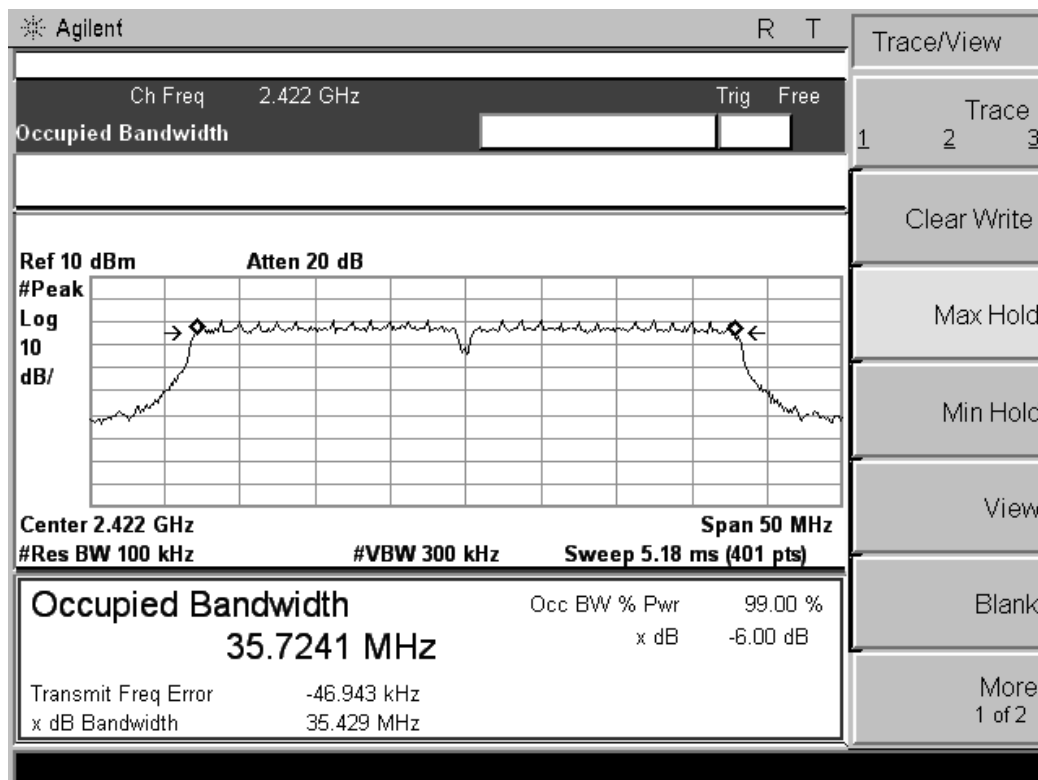 Agilent R T
Trace/View
Ch Freq 2.422 GHz Trig Free
Occupied Bandwidth
Trace
1 2 3
Clear Write
Ref 10 dBm Atten 20 dB
#Peak
Log
10
dB/
Max Hold
Min Hold
Center 2.422 GHz Span 50 MHz
#Res BW 100 kHz #VBW 300 kHz Sweep 5.18 ms (401 pts)
View
Occupied Bandwidth Occ BW % Pwr 99.00 %
35.7241 MHz x dB -6.00 dB
Blank
Transmit Freq Error -46.943 kHz
x dB Bandwidth 35.429 MHz
More
1 of 2